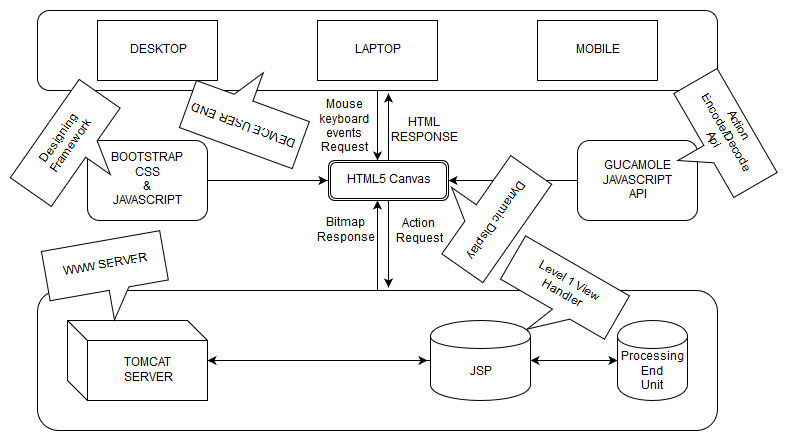 DESKTOP
LAPTOP
MOBILE
Designing
Framework
DEVICE USER END
Mouse
keyboard
events
Request
HTML
RESPONSE
Action
Encode/Decode
Api
BOOTSTRAP
CSS
&
JAVASCRIPT
HTML5 Canvas
GUCAMOLE
JAVASCRIPT
API
Dynamic Display
Bitmap
Response
Action
Request
WWW SERVER
Level 1 View
Handler
TOMCAT
SERVER
JSP
Processing
End
Unit